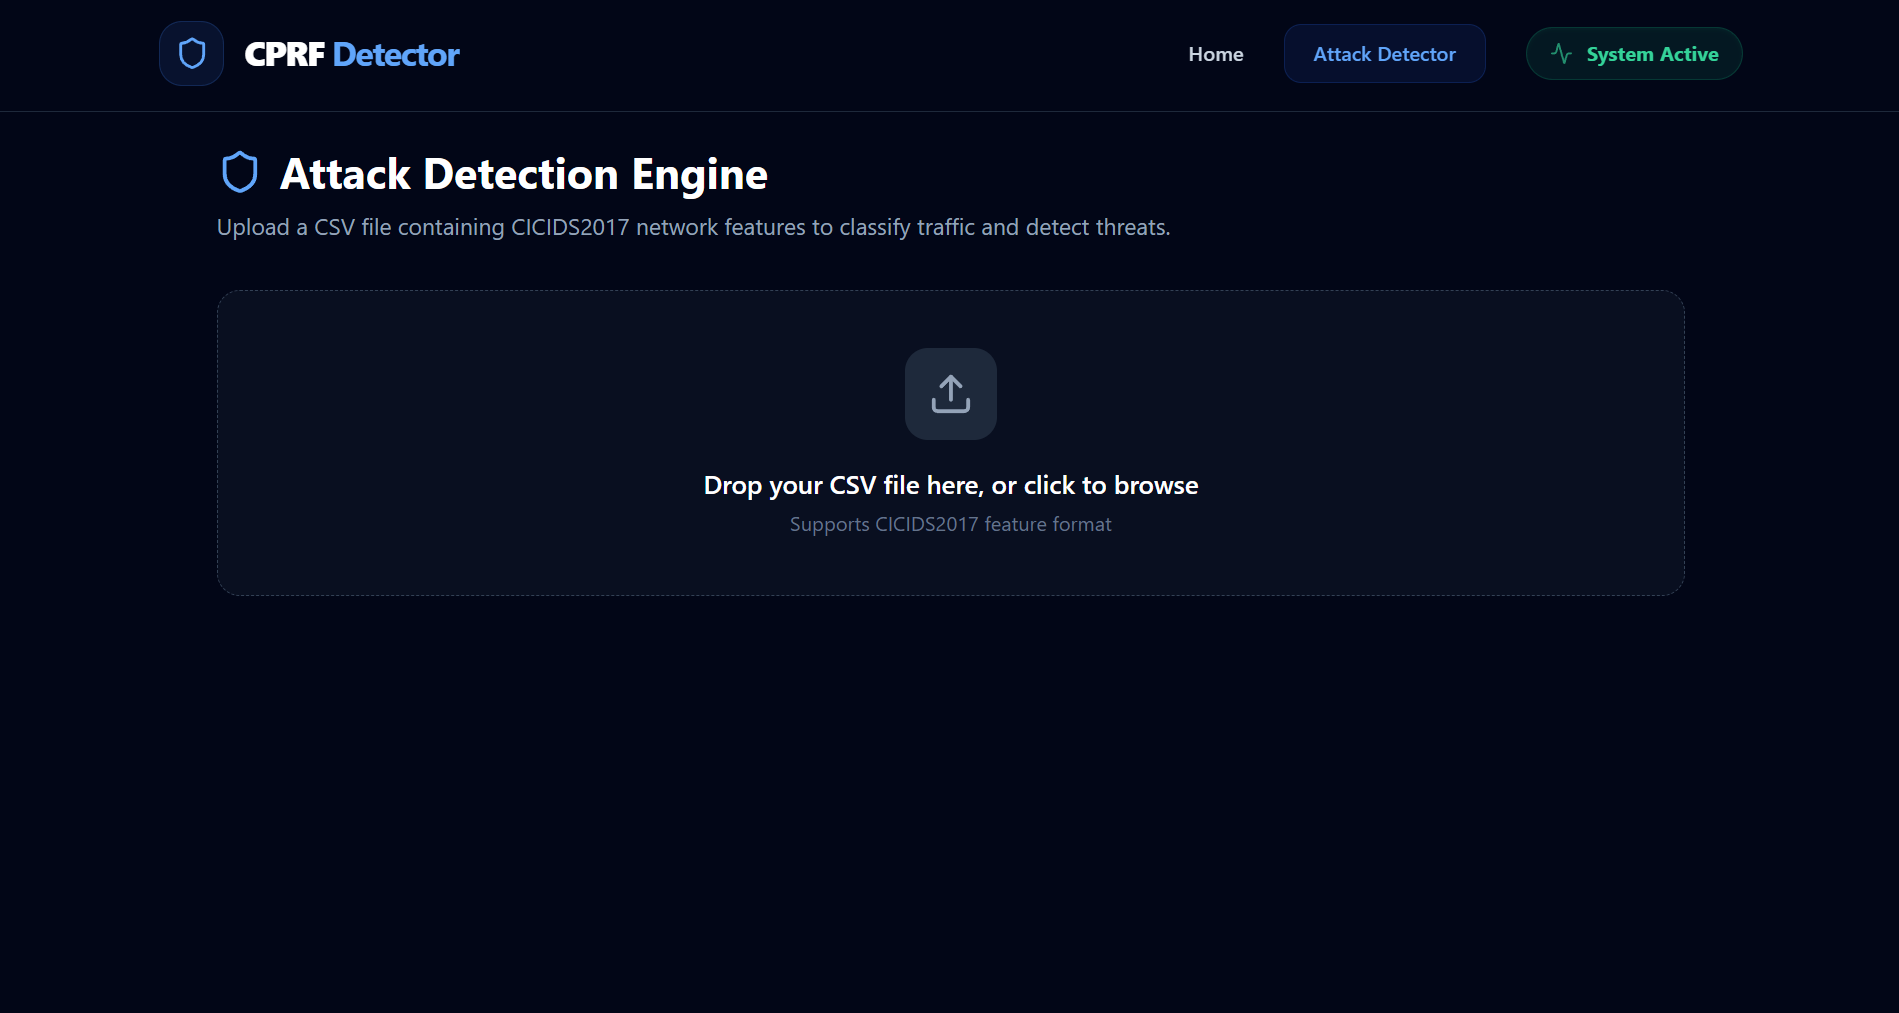 CPRF Detector
Home
Attack Detector
System Active
Attack Detection Engine
Upload a CSV file containing CICIDS2017 network features to classify traffic and detect threats.
Drop your CSV file here, or click to browse
Supports CICIDS2017 feature format